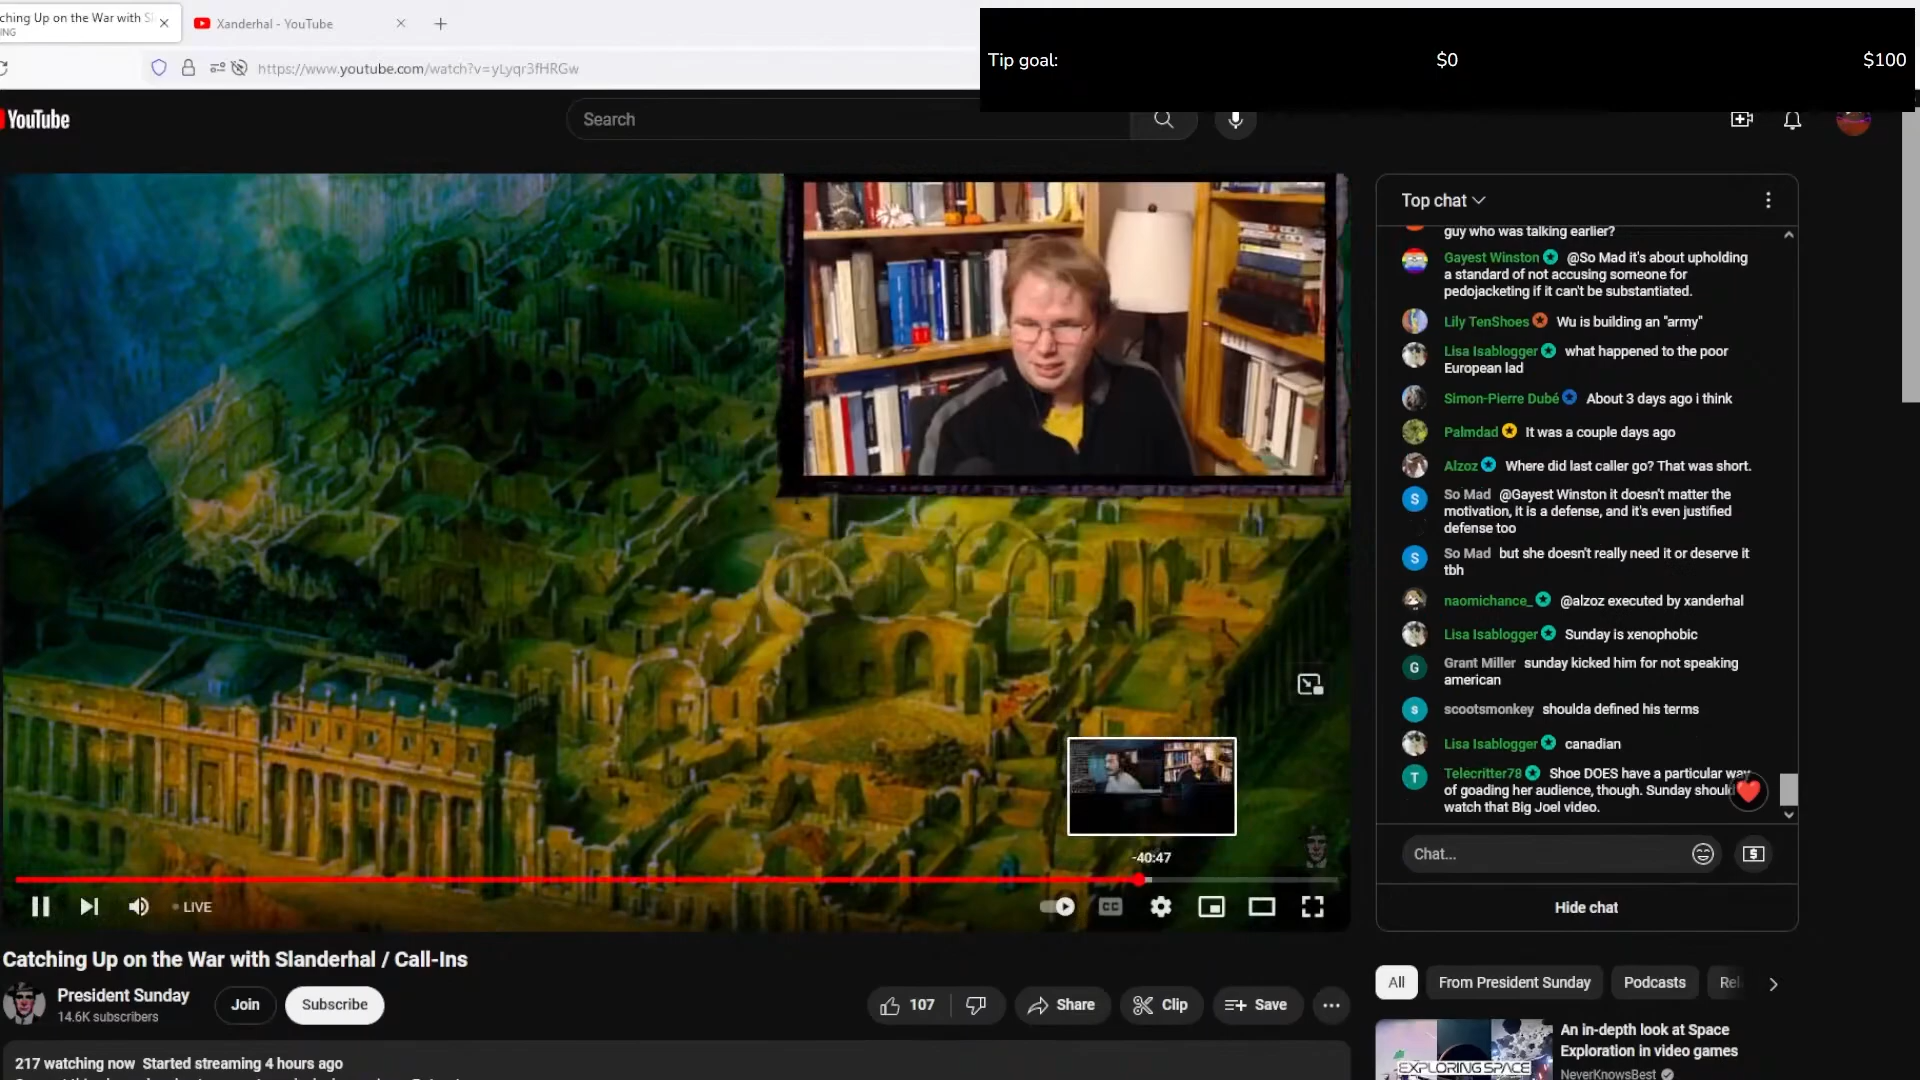 ching Up on the War with S
ING
Xanderhal - YouTube
https://www.youtube.com/watch?v=yLyqr3fHRGw
Tip goal:
$0
$100
YouTube
Search
Top chat
guy who was talking earlier?
Gayest Winston @So Mad it's about upholding
a standard of not accusing someone for
pedojacketing if it can't be substantiated.
Lily TenShoes Wu is building an "army"
Lisa Isablogger what happened to the poor
European lad
Simon-Pierre Dubé About 3 days ago i think
Palmdad It was a couple days ago
Alzoz Where did last caller go? That was short.
S
So Mad @Gayest Winston it doesn't matter the
motivation, it is a defense, and it's even justified
defense too
S
So Mad but she doesn't really need it or deserve it
tbh
naomichance_ @alzoz executed by xanderhal
Lisa Isablogger Sunday is xenophobic
G
Grant Miller sunday kicked him for not speaking
american
s
scootsmonkey shoulda defined his terms
Lisa Isablogger canadian
T
Telecritter78 Shoe DOES have a particular way
of goading her audience, though. Sunday should
watch that Big Joel video.
Chat...
Hide chat
-40:47
LIVE
CC
Catching Up on the War with Slanderhal / Call-Ins
President Sunday
14.6K subscribers
Join
Subscribe
107
Share
Clip
Save
217 watching now Started streaming 4 hours ago
All
From President Sunday
Podcasts
Rel
An in-depth look at Space
Exploration in video games
NeverKnowsBest
EXPLORING SPACE